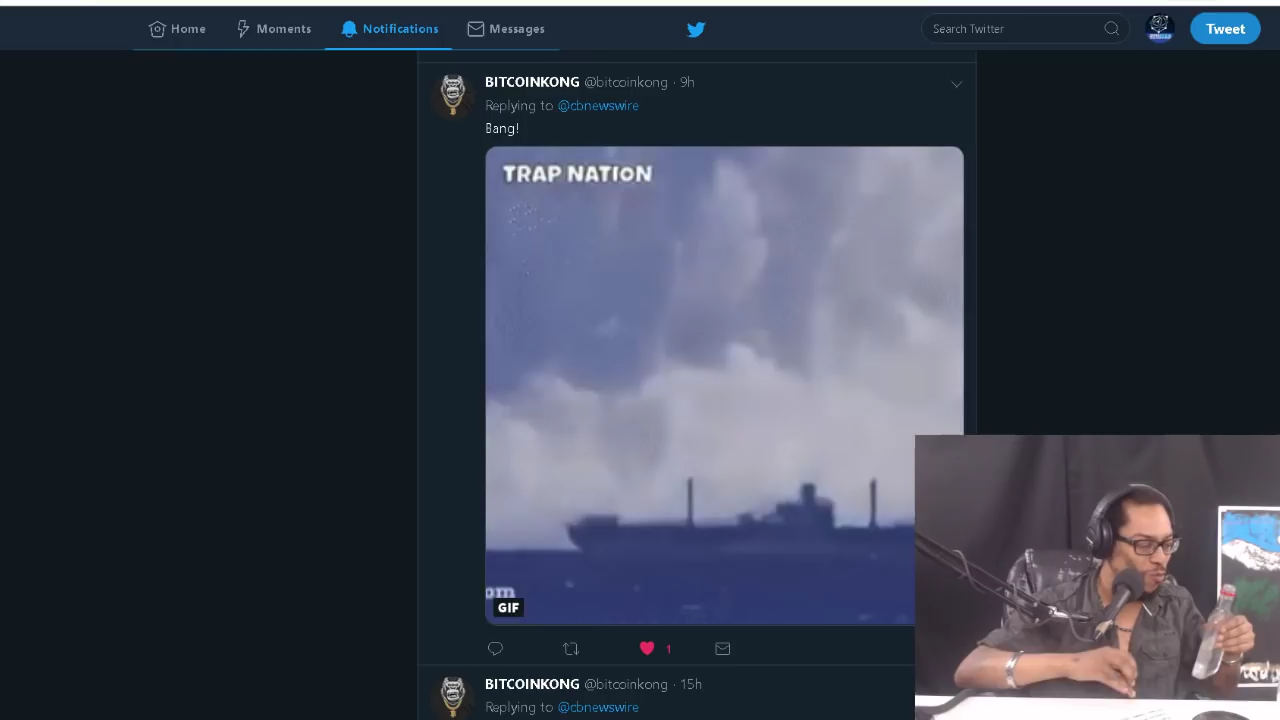 Home
Moments
Notifications
Messages
Search Twitter
Tweet
BITCOINKONG @bitcoinkong · 9h
Replying to @cbnewswire
Bang!
TRAP NATION
om
GIF
1
BITCOINKONG @bitcoinkong · 15h
Replying to @cbnewswire